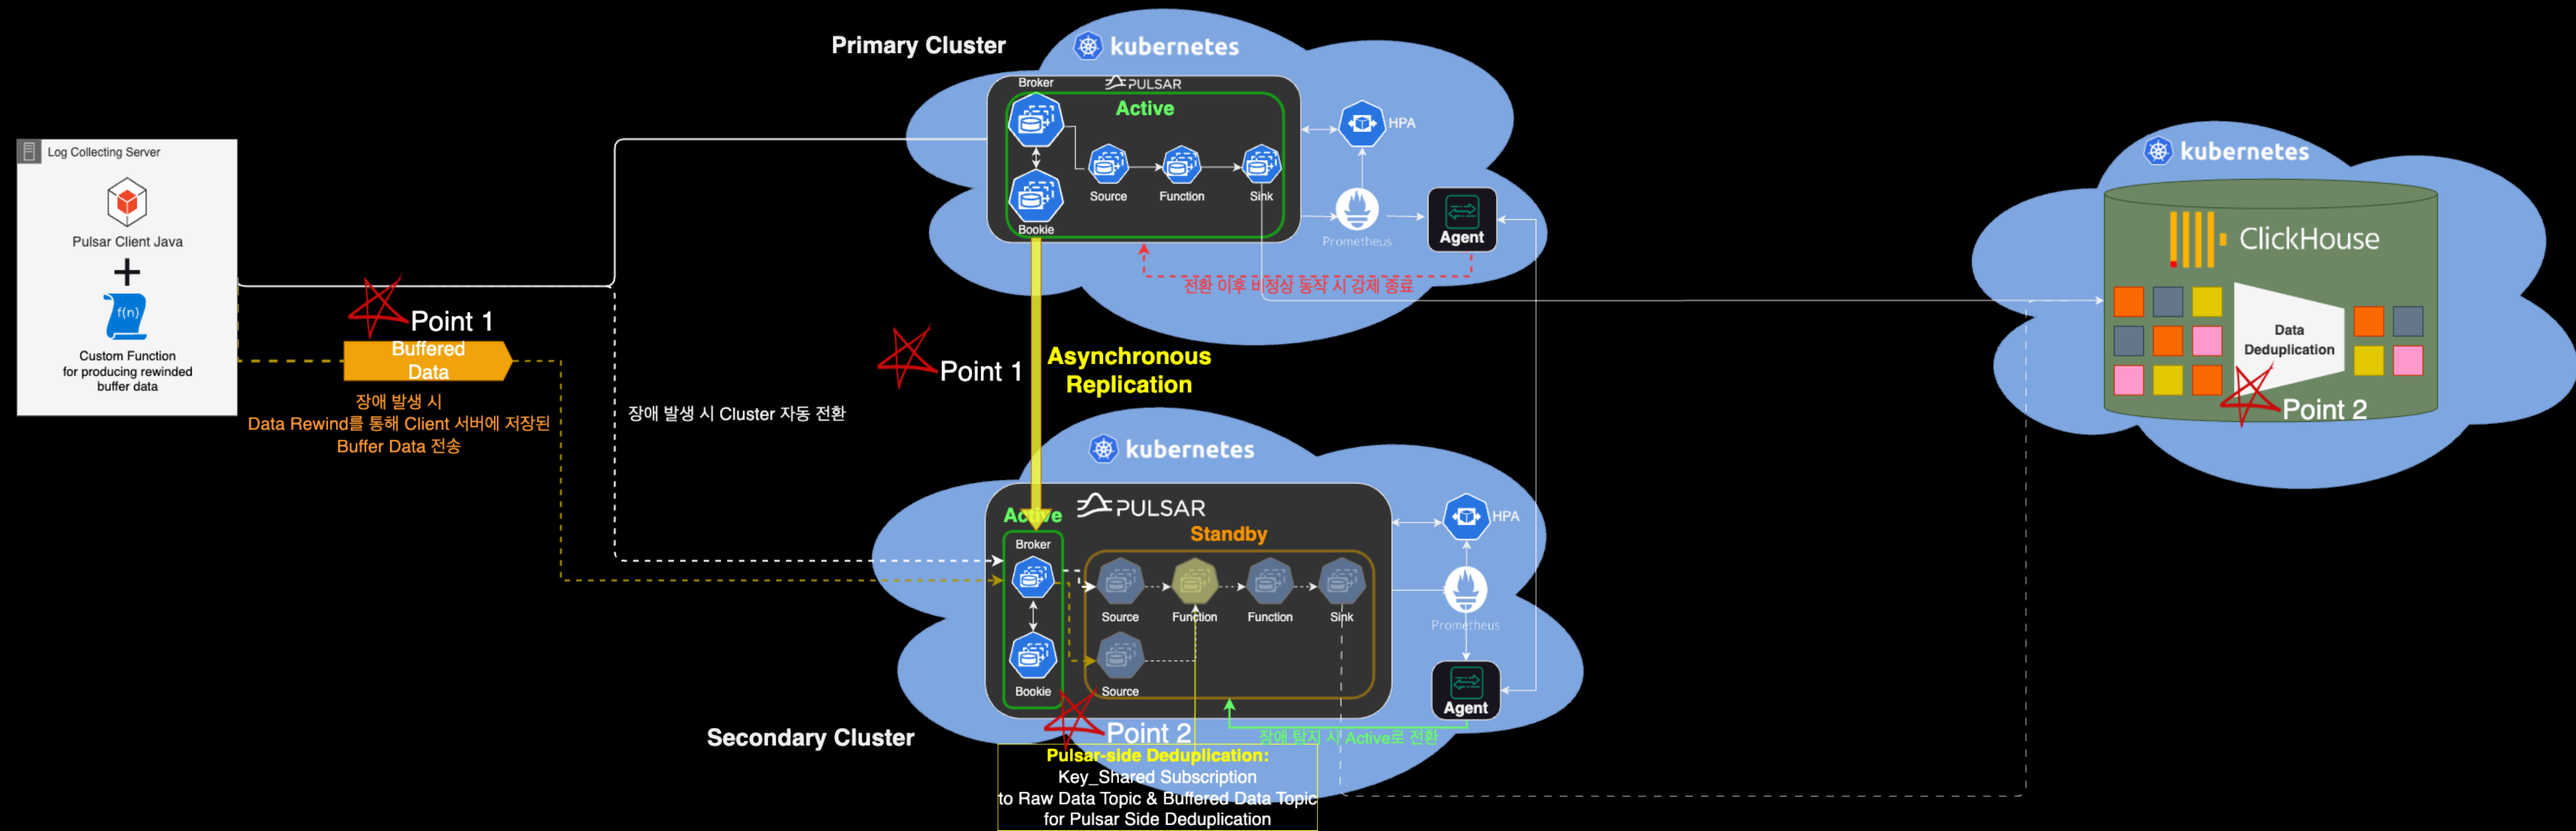 Primary Cluster
kubernetes
Broker
PULSAR
Active
HPA
Source
Function
Sink
Bookie
Prometheus
Agent
전환 이후 비정상 동작 시 강제 종료
Log Collecting Server
Pulsar Client Java
+
f(n)
Custom Function
for producing rewinded
buffer data
Point 1
Buffered
Data
장애 발생 시
Data Rewind를 통해 Client 서버에 저장된
Buffer Data 전송
장애 발생 시 Cluster 자동 전환
Point 1
Asynchronous
Replication
kubernetes
ClickHouse
Data
Deduplication
Point 2
kubernetes
PULSAR
Active
Standby
Broker
HPA
Source
Function
Function
Sink
Prometheus
Bookie
Source
Agent
Secondary Cluster
Point 2
장애 탐지 시 Active로 전환
Pulsar-side Deduplication:
Key_Shared Subscription
to Raw Data Topic & Buffered Data Topic
for Pulsar Side Deduplication